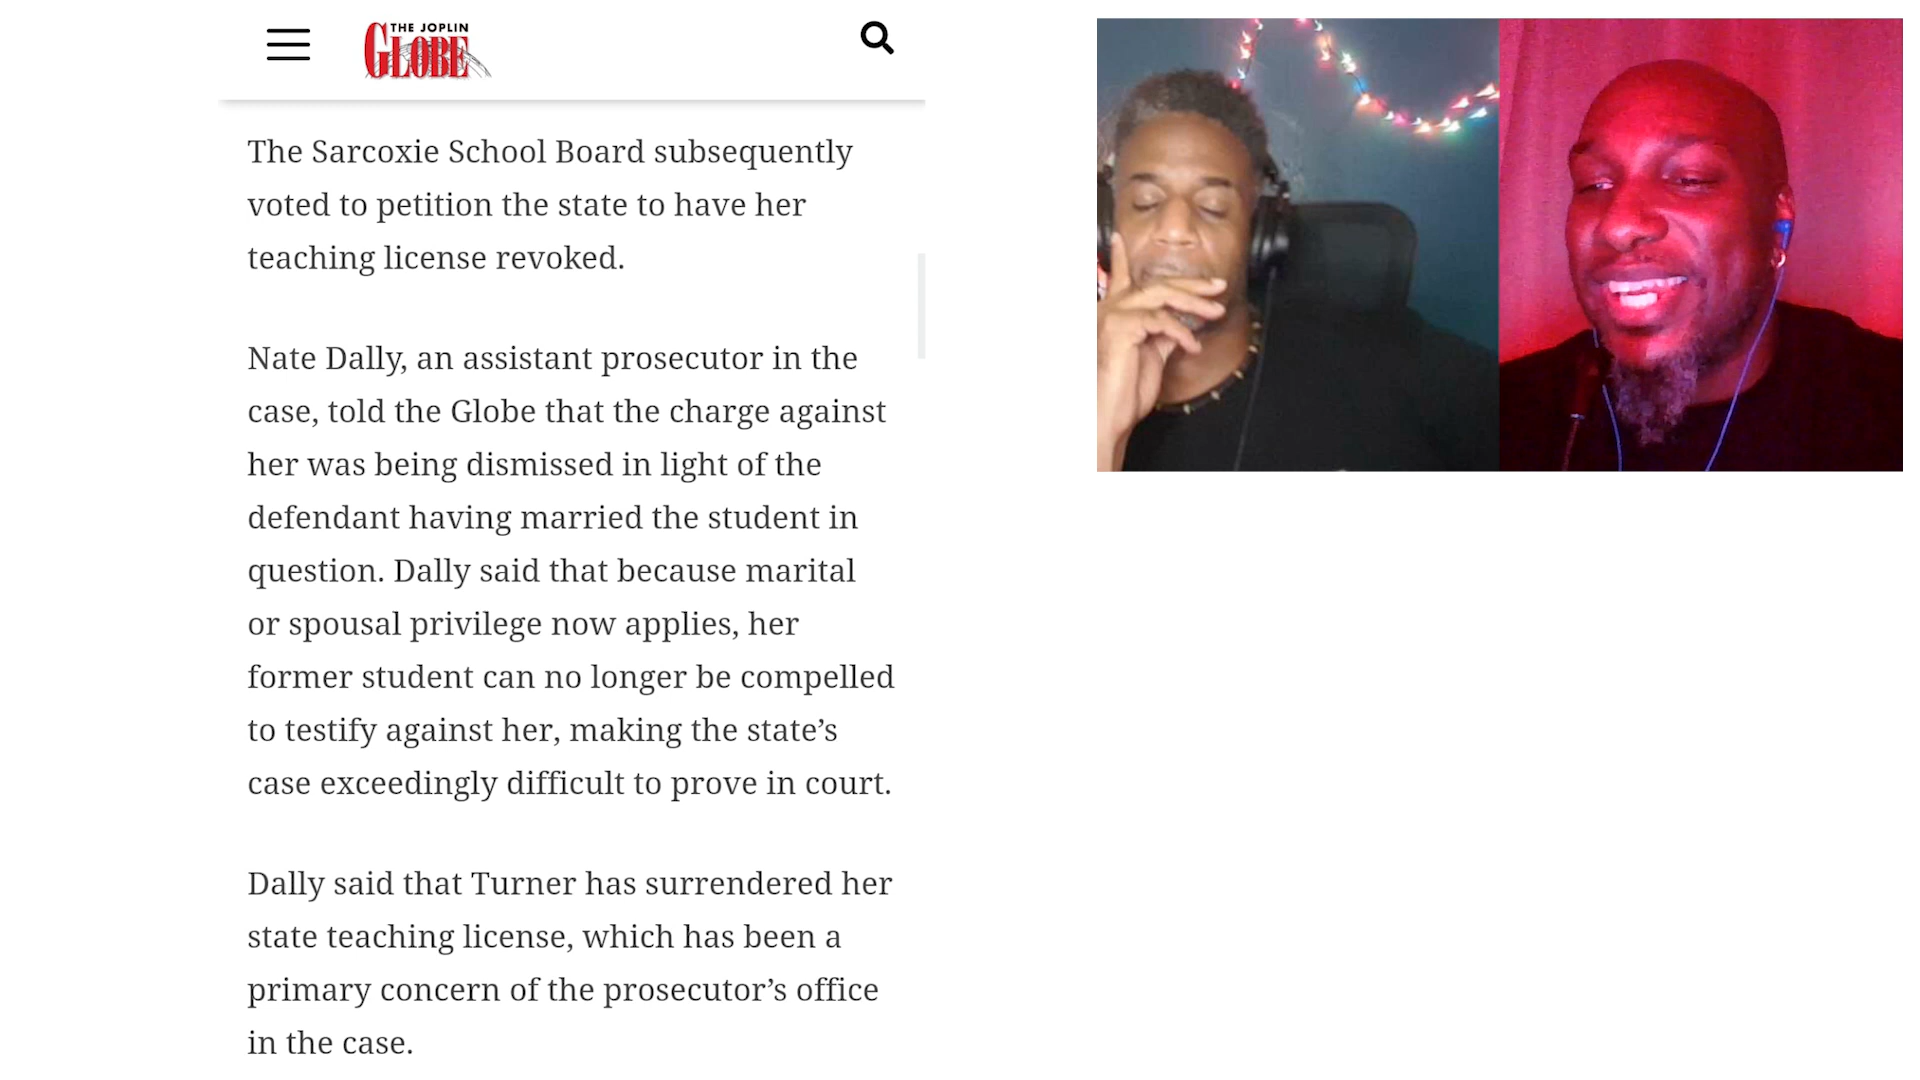 THE JOPLIN
GLOBE
The Sarcoxie School Board subsequently
voted to petition the state to have her
teaching license revoked.
Nate Dally, an assistant prosecutor in the
case, told the Globe that the charge against
her was being dismissed in light of the
defendant having married the student in
question. Dally said that because marital
or spousal privilege now applies, her
former student can no longer be compelled
to testify against her, making the state’s
case exceedingly difficult to prove in court.
Dally said that Turner has surrendered her
state teaching license, which has been a
primary concern of the prosecutor’s office
in the case.